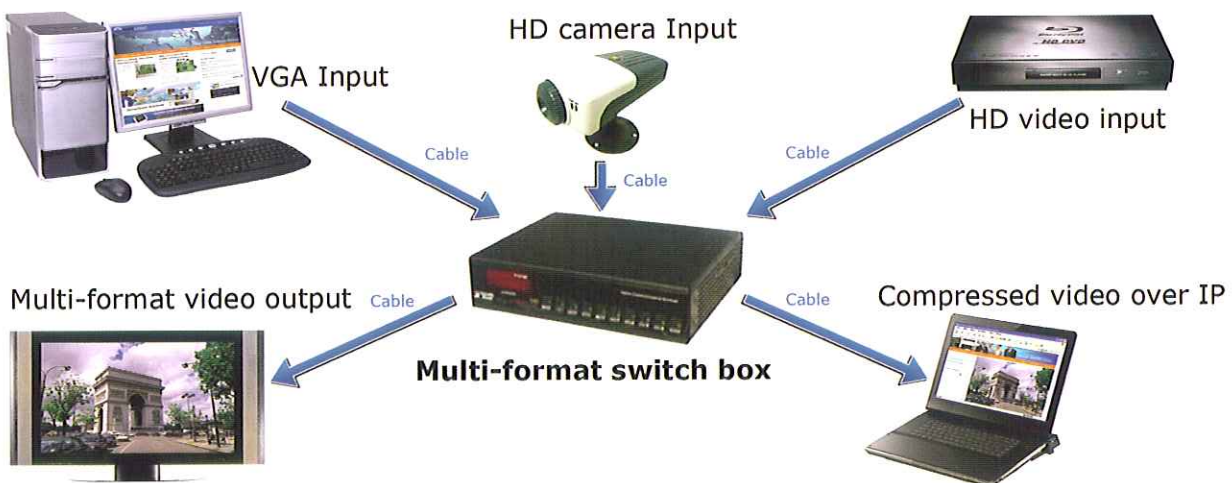 HD camera Input
VGA Input
HD video input
Cable
Cable
Cable
Multi-format video output
Cable
Cable
Compressed video over IP
Multi-format switch box